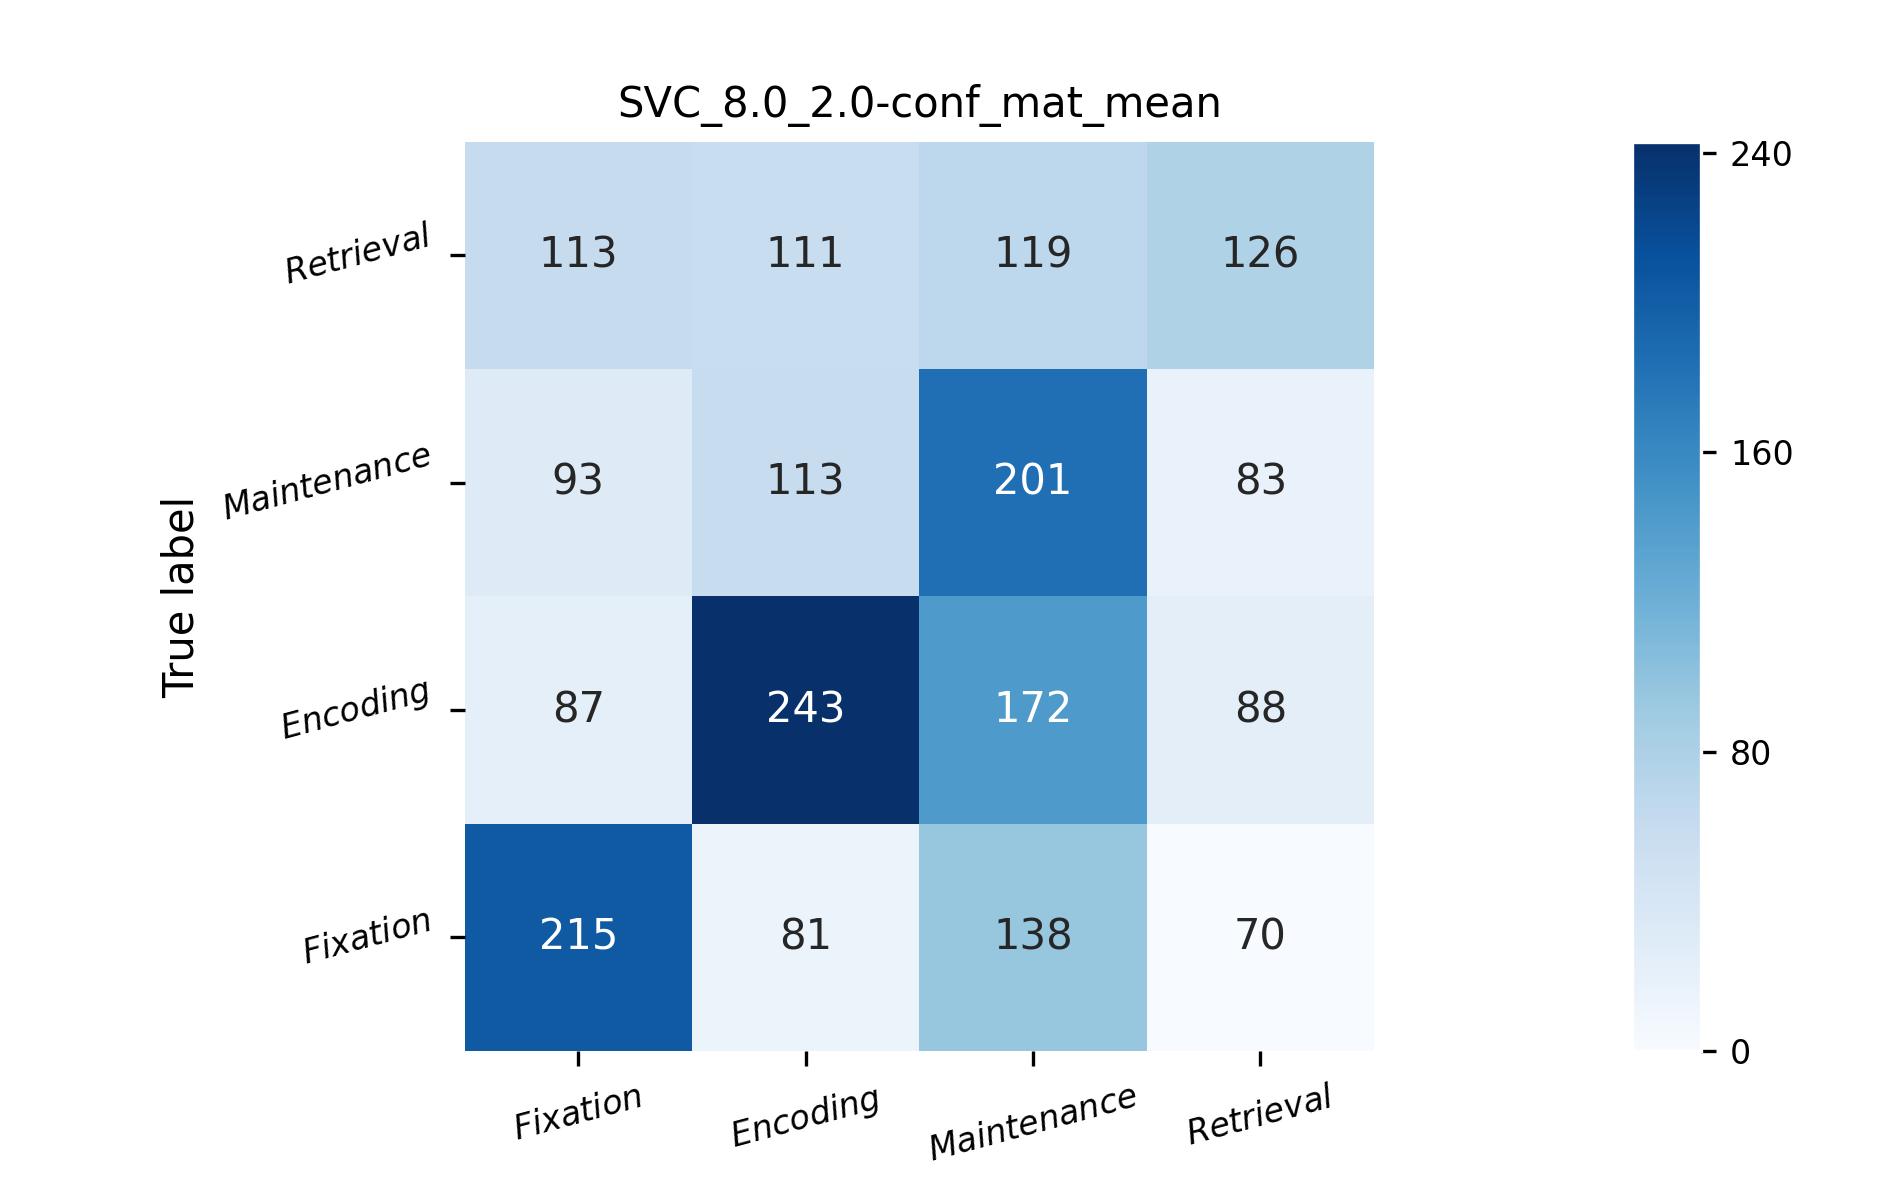 SVC_8.0_2.0-conf_mat_mean
True label
Retrieval 113 111 119 126
Maintenance 93 113 201 83
Encoding 87 243 172 88
Fixation 215 81 138 70
Fixation Encoding Maintenance Retrieval
240
160
80
0